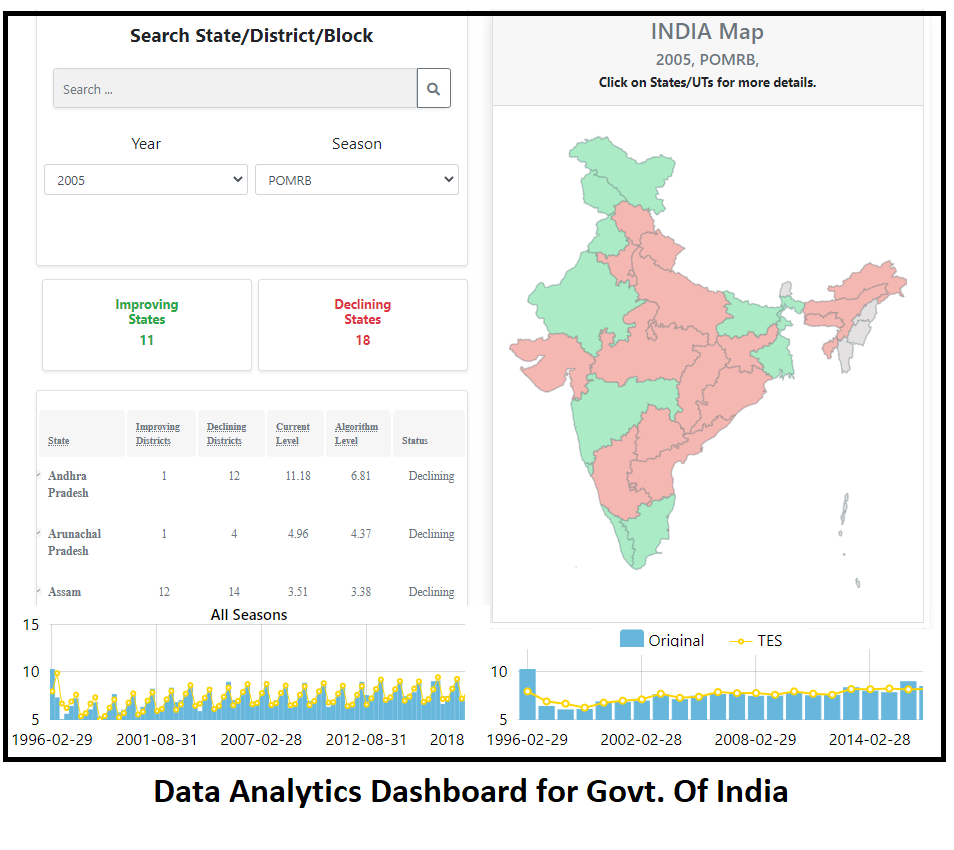 Search State/District/Block
Search ...
Year
Season
2005
POMRB
Improving
States
11
Declining
States
18
State
Improving
Districts
Declining
Districts
Current
Level
Algorithm
Level
Status
Andhra
Pradesh
1
12
11.18
6.81
Declining
Arunachal
Pradesh
1
4
4.96
4.37
Declining
Assam
12
14
3.51
3.38
Declining
INDIA Map
2005, POMRB,
Click on States/UTs for more details.
All Seasons
15
10
5
1996-02-29
2001-08-31
2007-02-28
2012-08-31
2018
Original
TES
10
5
1996-02-29
2002-02-28
2008-02-29
2014-02-28
Data Analytics Dashboard for Govt. Of India